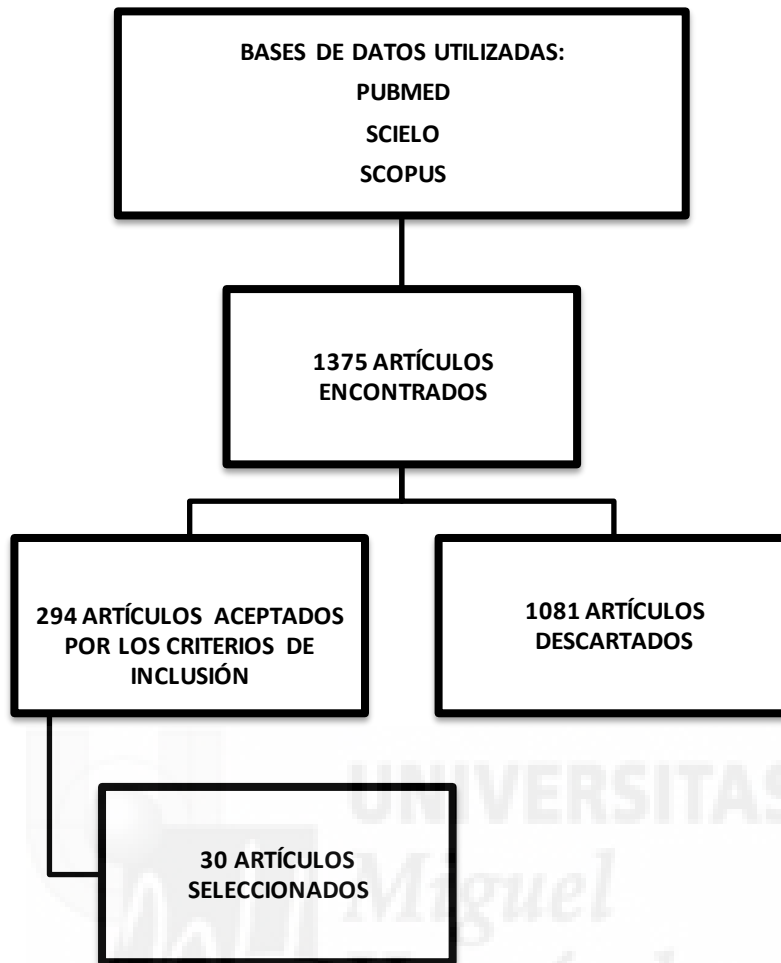 BASES DE DATOS UTILIZADAS:
PUBMED
SCIELO
SCOPUS
1375 ARTÍCULOS
ENCONTRADOS
294 ARTÍCULOS ACEPTADOS
POR LOS CRITERIOS DE
INCLUSIÓN
1081 ARTÍCULOS
DESCARTADOS
UNIVERSITAS
30 ARTÍCULOS
SELECCIONADOS
Miguel